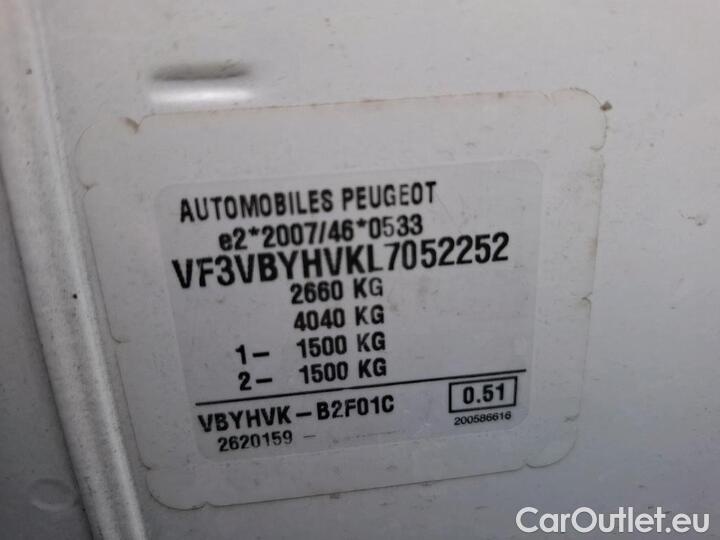 AUTOMOBILES PEUGEOT
e2*2007/46*0533
VF3VBYHVKL7052252
2660 KG
4040 KG
1- 1500 KG
2- 1500 KG
VBYHVK-B2F01C 0.51
2620159 - 200586616
CarOutlet.eu